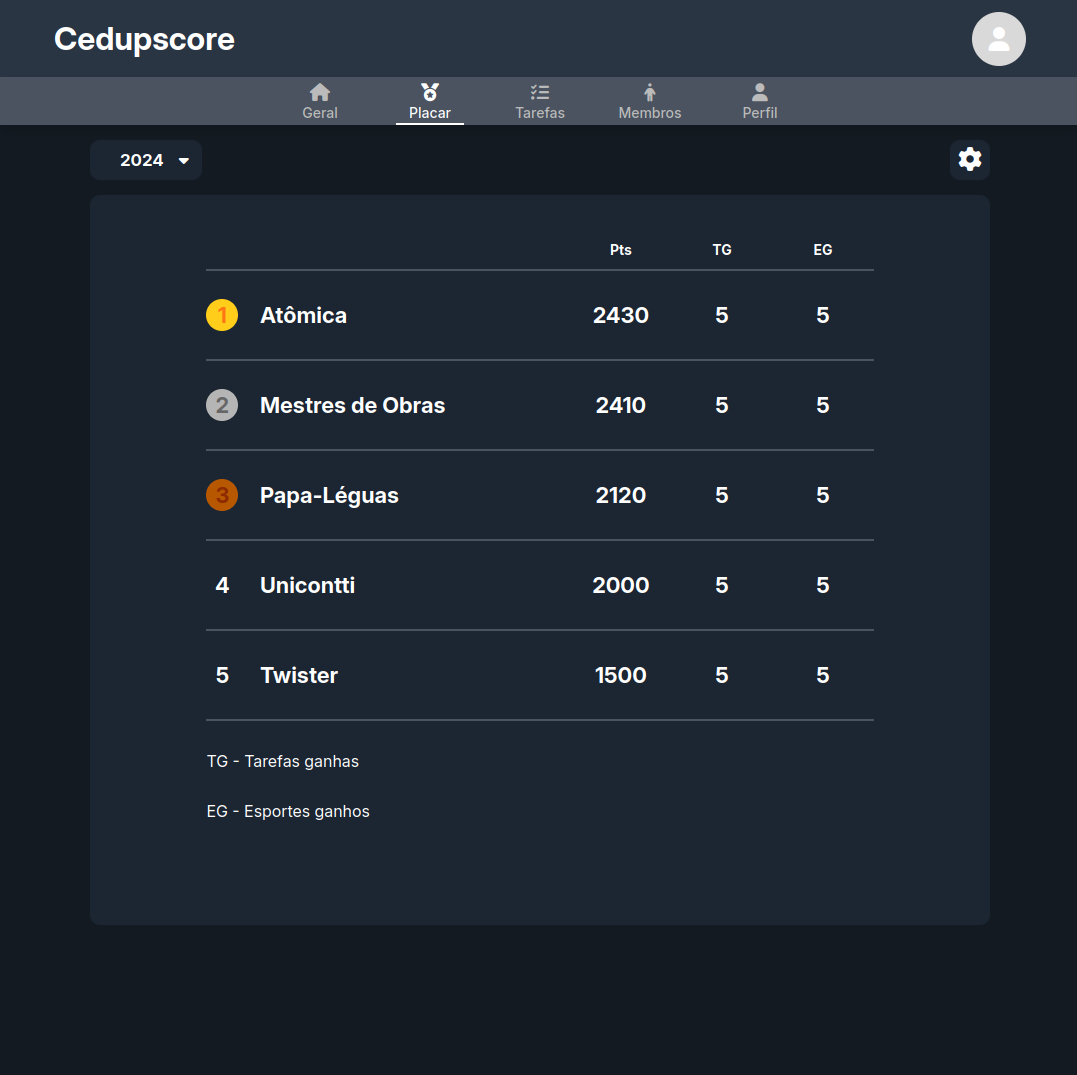 Cedupscore
Geral Placar Tarefas Membros Perfil
2024
Pts TG EG
1 Atômica 2430 5 5
2 Mestres de Obras 2410 5 5
3 Papa-Léguas 2120 5 5
4 Unicontti 2000 5 5
5 Twister 1500 5 5
TG - Tarefas ganhas
EG - Esportes ganhos